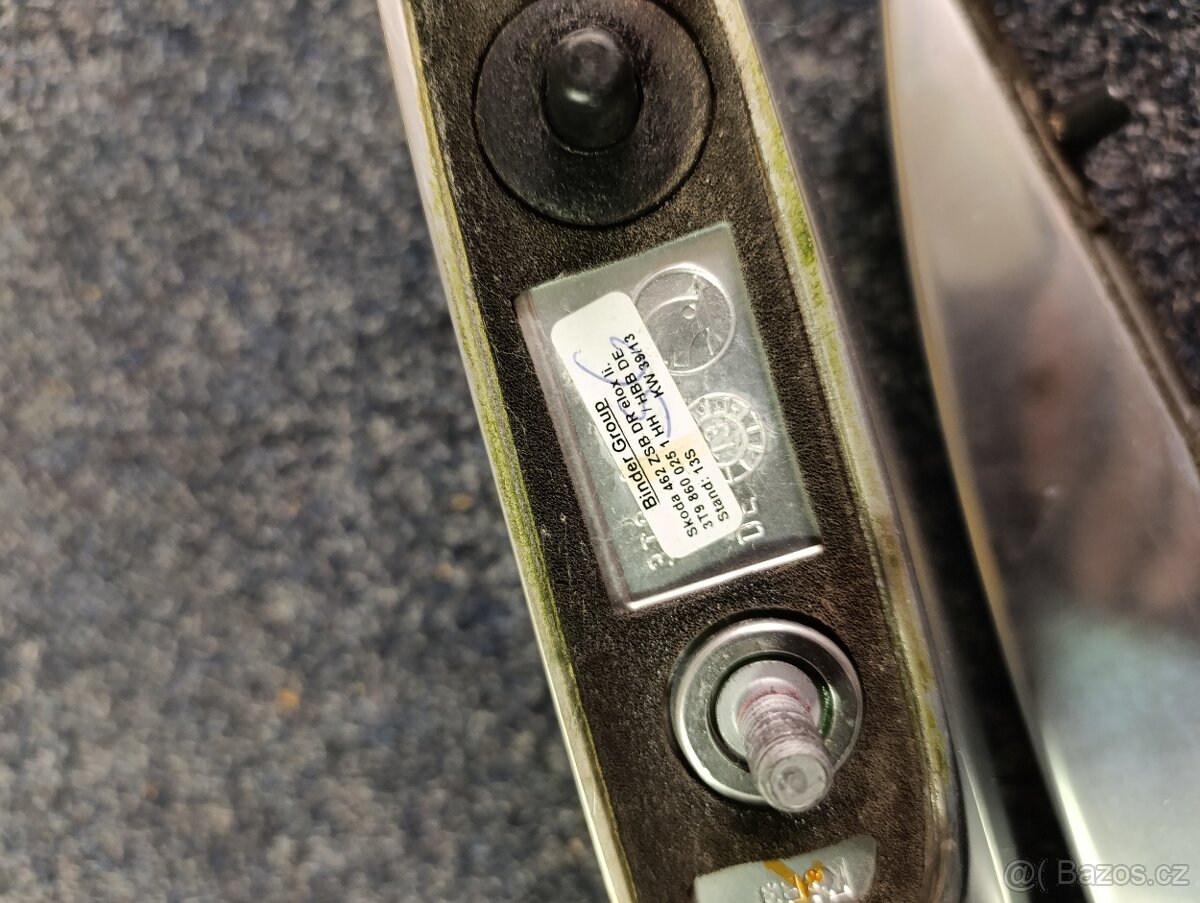 Binder Group
Skoda 462 ZSB DR elox li.
3T9 860 025 1 HH / HBB DE
Stand: 13S KW 39/13
@( Bazos.cz